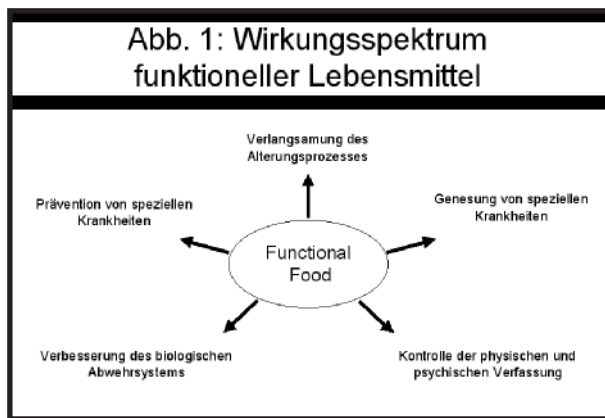 Abb. 1: Wirkungsspektrum
funktioneller Lebensmittel
Verlangsamung des
Alterungsprozesses
Prävention von speziellen
Krankheiten
Genesung von speziellen
Krankheiten
Functional
Food
Verbesserung des biologischen
Abwehrsystems
Kontrolle der physischen und
psychischen Verfassung